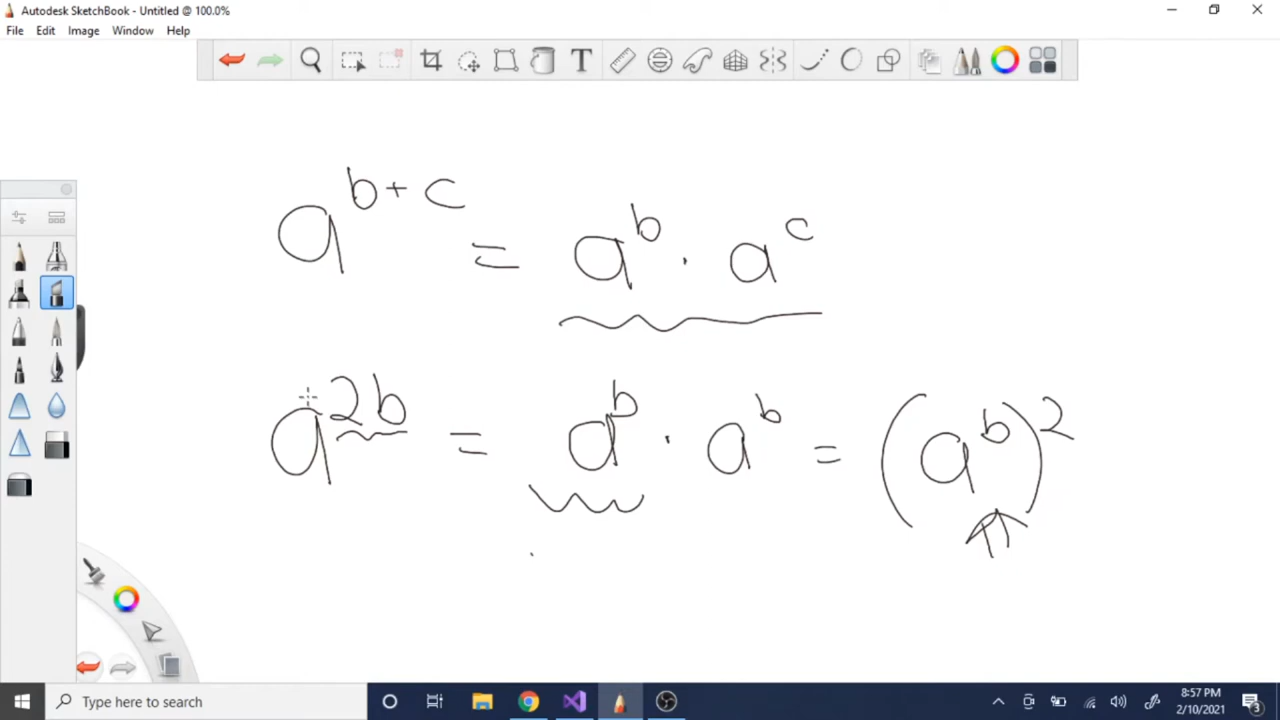 Autodesk SketchBook - Untitled @ 100.0%
File Edit Image Window Help
T
a^{b+c} = a^b · a^c
a^{2b} = a^b · a^b = (a^b)^2
Type here to search
8:57 PM
2/10/2021
3